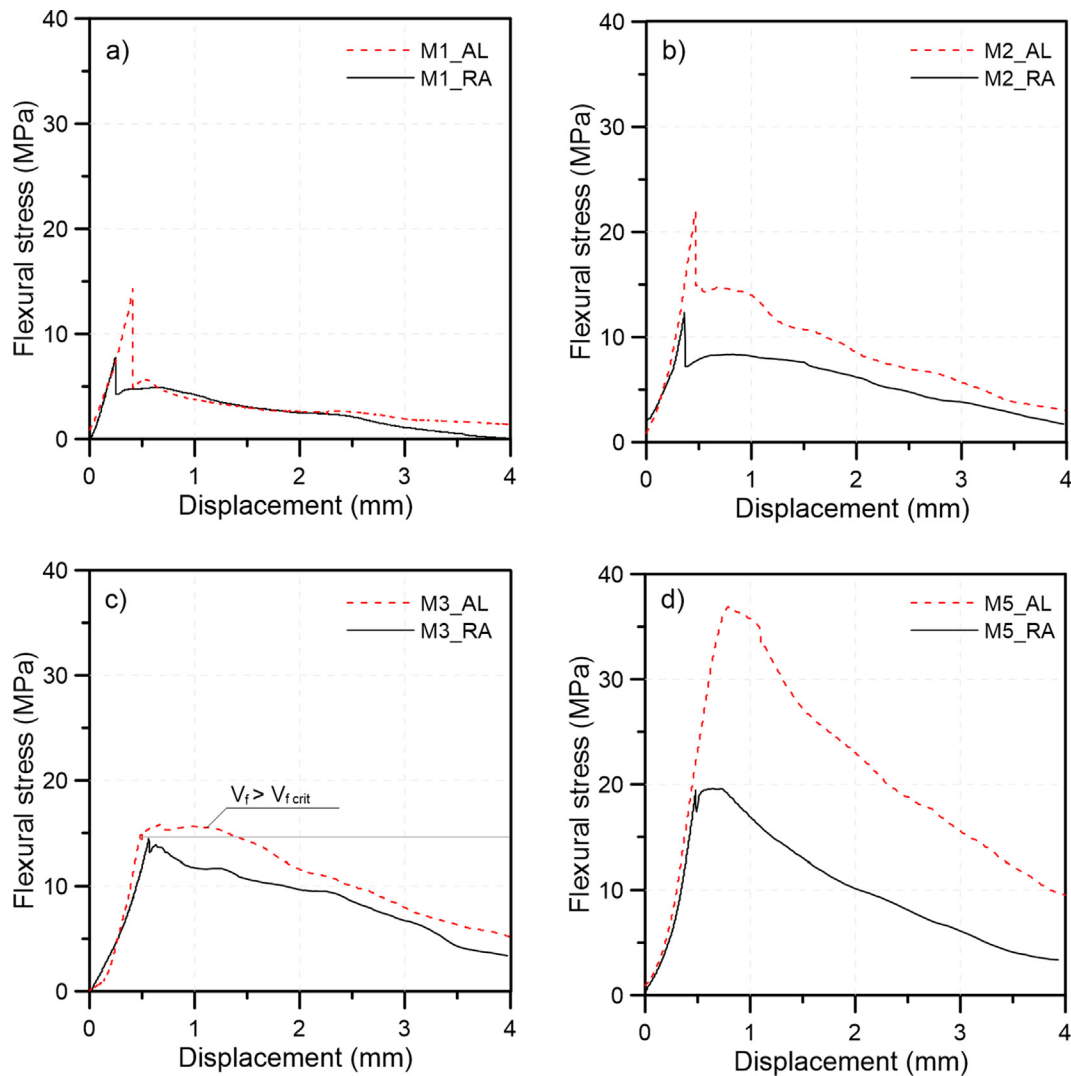 a)
M1_AL
M1_RA
40
30
20
10
0
Flexural stress (MPa)
0 1 2 3 4
Displacement (mm)
b)
M2_AL
M2_RA
40
30
20
10
0
Flexural stress (MPa)
0 1 2 3 4
Displacement (mm)
c)
M3_AL
M3_RA
Vf > Vf crit
40
30
20
10
0
Flexural stress (MPa)
0 1 2 3 4
Displacement (mm)
d)
M5_AL
M5_RA
40
30
20
10
0
Flexural stress (MPa)
0 1 2 3 4
Displacement (mm)